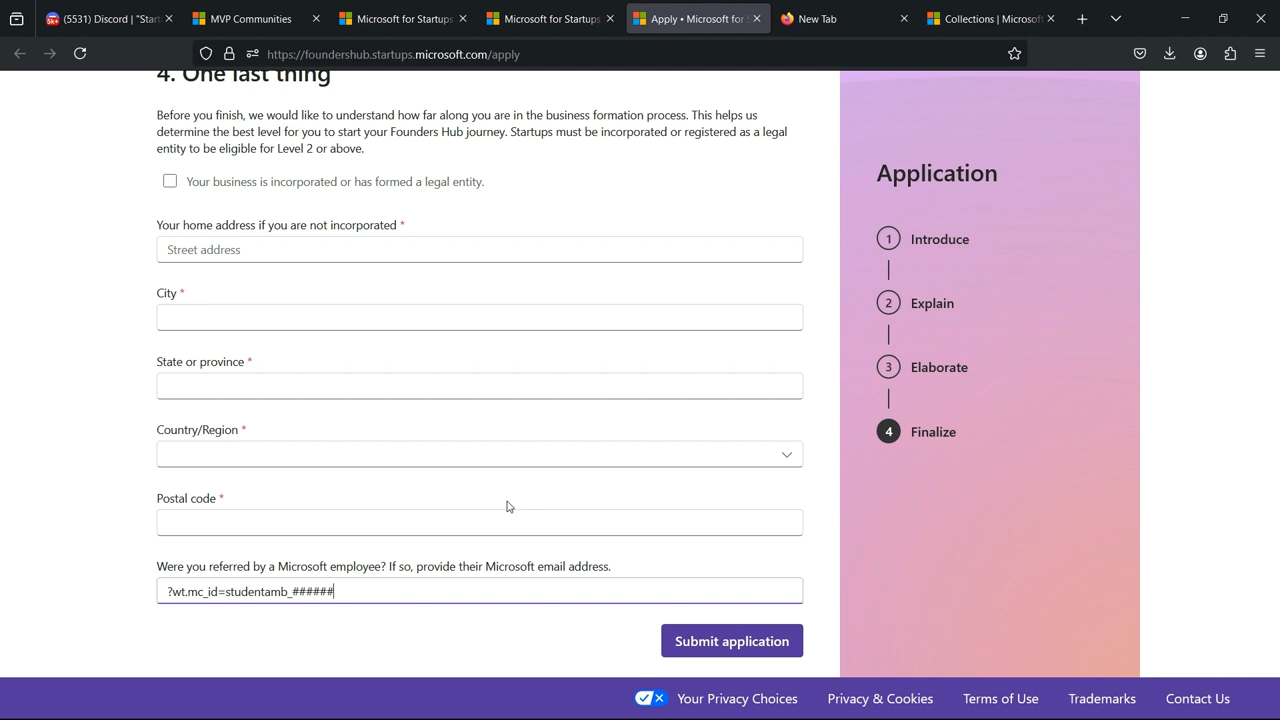 (5531) Discord | "Start
MVP Communities
Microsoft for Startups
Microsoft for Startups
Apply • Microsoft for S
New Tab
Collections | Microsoft
https://foundershub.startups.microsoft.com/apply
4. One last thing
Before you finish, we would like to understand how far along you are in the business formation process. This helps us
determine the best level for you to start your Founders Hub journey. Startups must be incorporated or registered as a legal
entity to be eligible for Level 2 or above.
Your business is incorporated or has formed a legal entity.
Your home address if you are not incorporated *
Street address
City *
State or province *
Country/Region *
Postal code *
Were you referred by a Microsoft employee? If so, provide their Microsoft email address.
?wt.mc_id=studentamb_######
Submit application
Application
1 Introduce
2 Explain
3 Elaborate
4 Finalize
Your Privacy Choices
Privacy & Cookies
Terms of Use
Trademarks
Contact Us